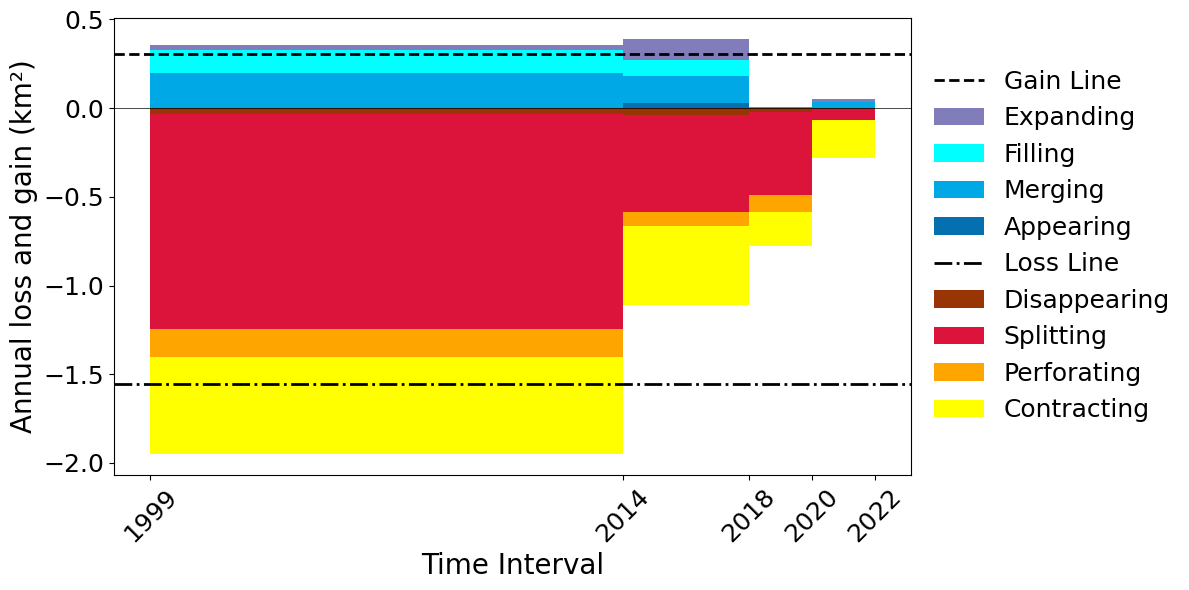 Annual loss and gain (km²)
0.5
0.0
−0.5
−1.0
−1.5
−2.0
1999
2014
2018
2020
2022
Time Interval
Gain Line
Expanding
Filling
Merging
Appearing
Loss Line
Disappearing
Splitting
Perforating
Contracting